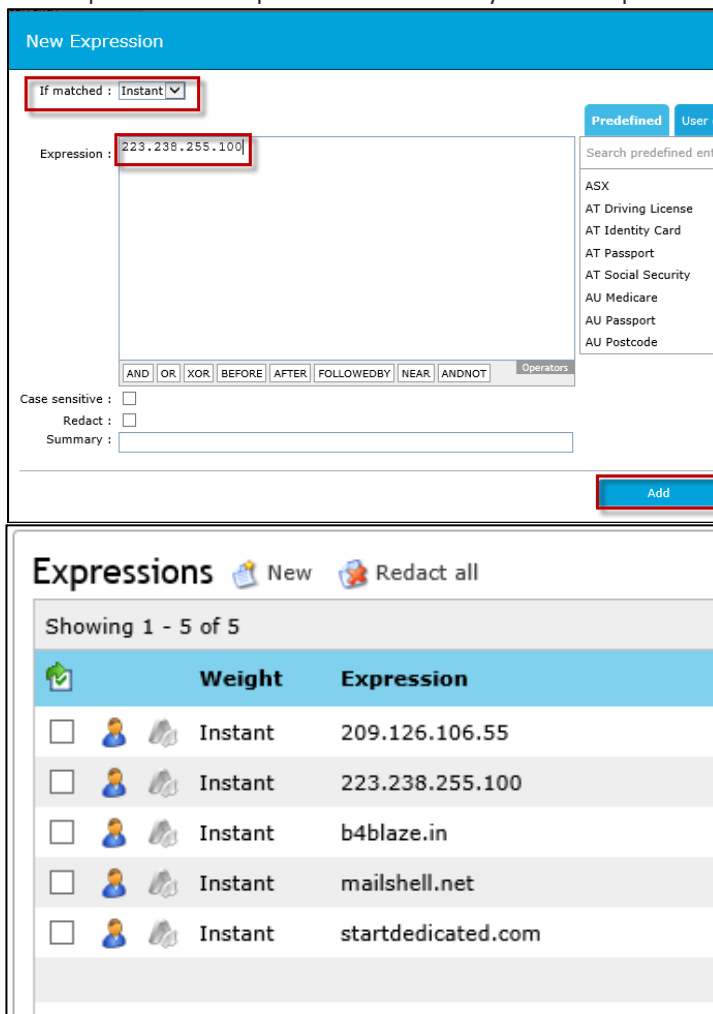 New Expression
If matched : Instant
Predefined User
Expression : 223.238.255.100
Search predefined ent
ASX
AT Driving License
AT Identity Card
AT Passport
AT Social Security
AU Medicare
AU Passport
AU Postcode
AND OR XOR BEFORE AFTER FOLLOWEDBY NEAR ANDNOT Operators
Case sensitive :
Redact :
Summary :
Add
Expressions New Redact all
Showing 1 - 5 of 5
Weight Expression
Instant 209.126.106.55
Instant 223.238.255.100
Instant b4blaze.in
Instant mailshell.net
Instant startdedicated.com